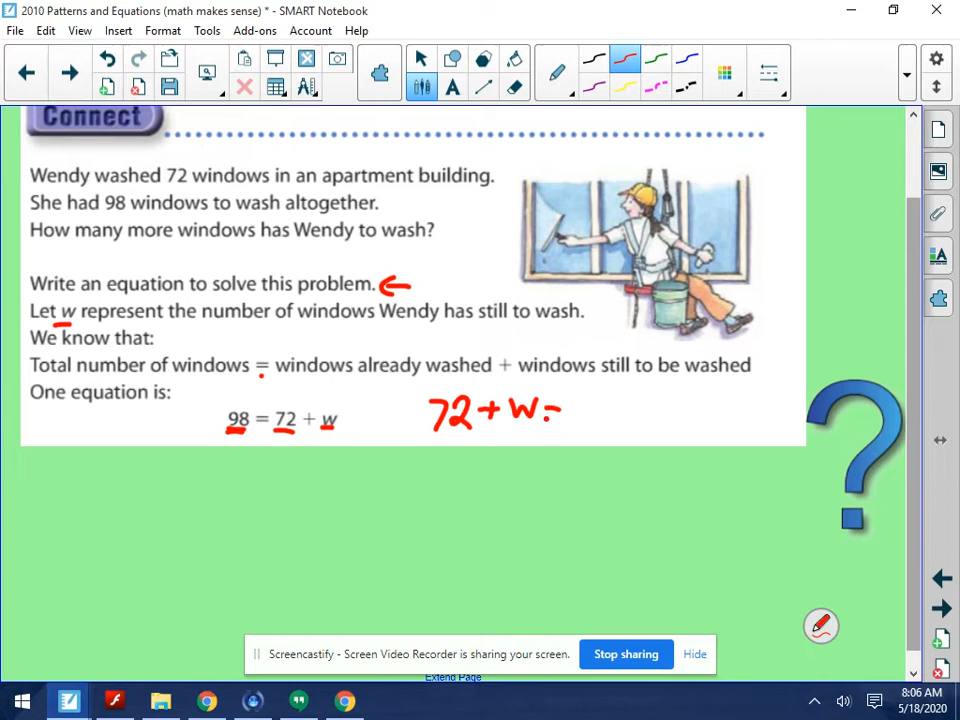 2010 Patterns and Equations (math makes sense) * - SMART Notebook
File Edit View Insert Format Tools Add-ons Account Help
Connect
Wendy washed 72 windows in an apartment building.
She had 98 windows to wash altogether.
How many more windows has Wendy to wash?
Write an equation to solve this problem.
Let w represent the number of windows Wendy has still to wash.
We know that:
Total number of windows = windows already washed + windows still to be washed
One equation is:
98 = 72 + w
72 + w =
?
Screencastify - Screen Video Recorder is sharing your screen. Stop sharing Hide
Extend Page
8:06 AM
5/18/2020